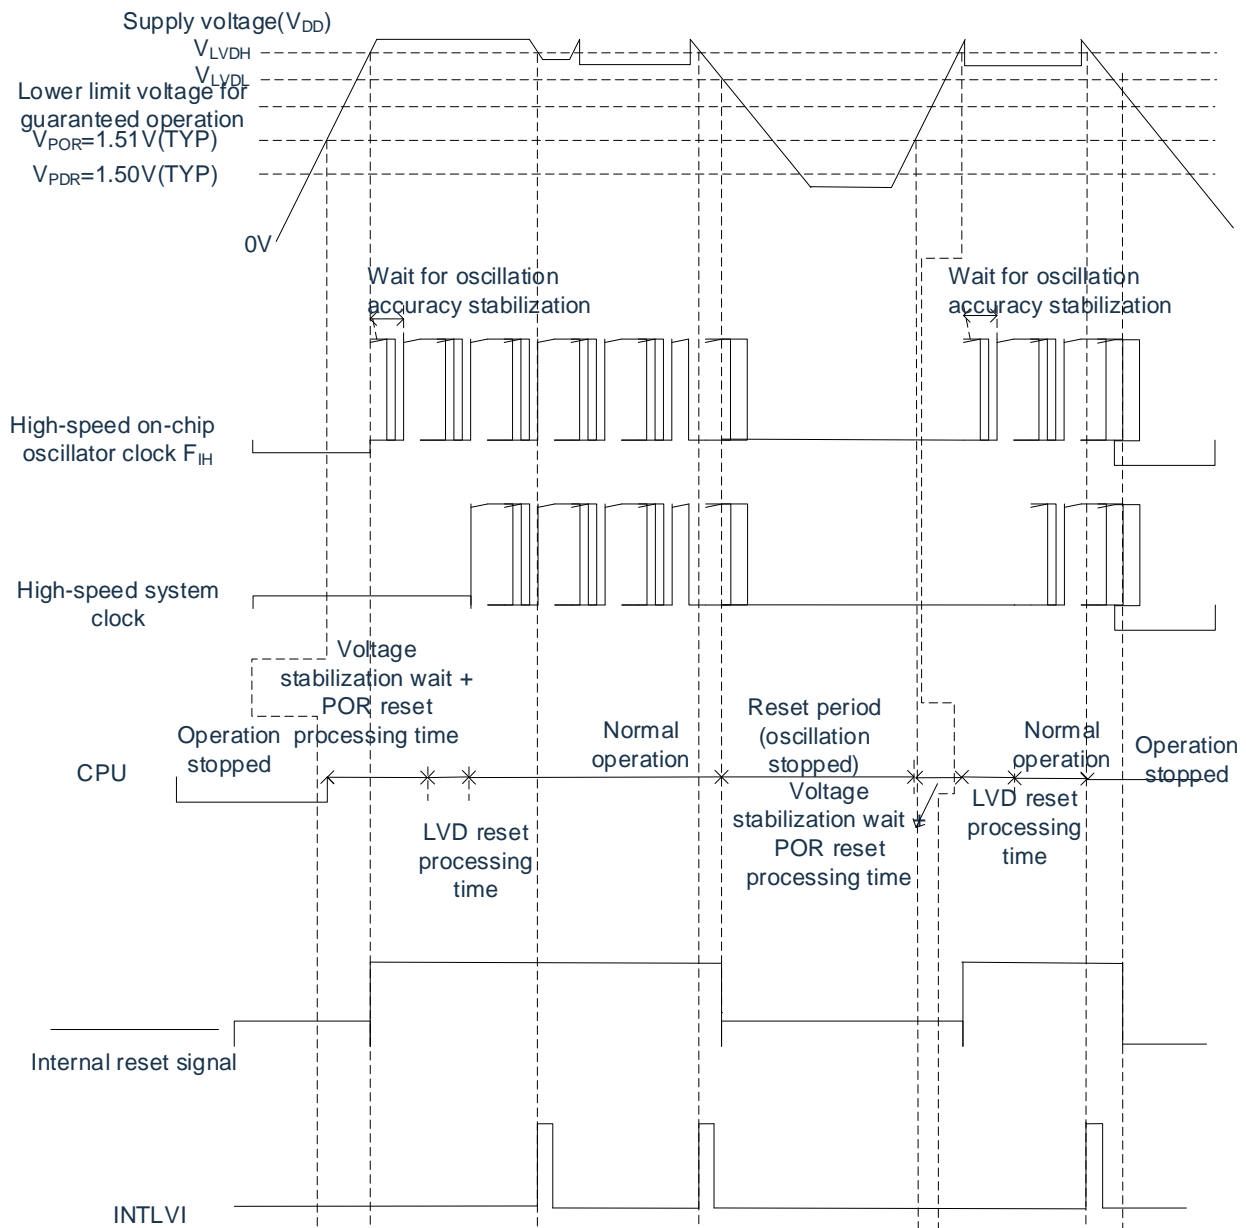 Supply voltage(VDD)
VLVDH
VLVDL
Lower limit voltage for
guaranteed operation
VPOR=1.51V(TYP)
VPDR=1.50V(TYP)
0V
Wait for oscillation
accuracy stabilization
Wait for oscillation
accuracy stabilization
High-speed on-chip
oscillator clock FIH
High-speed system
clock
Voltage
stabilization wait +
POR reset
processing time
Operation
stopped
CPU
LVD reset
processing
time
Normal
operation
Reset period
(oscillation
stopped)
Voltage
stabilization wait +
POR reset
processing time
Normal
operation
LVD reset
processing
time
Operation
stopped
Internal reset signal
INTLVI